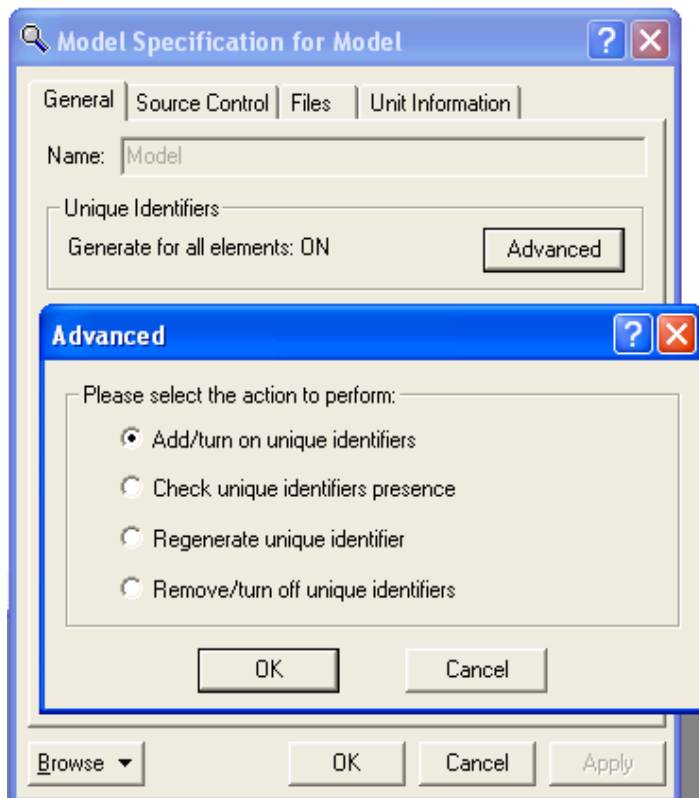 Model Specification for Model
General Source Control Files Unit Information
Name: Model
Unique Identifiers
Generate for all elements: ON Advanced
Advanced
Please select the action to perform:
Add/turn on unique identifiers
Check unique identifiers presence
Regenerate unique identifier
Remove/turn off unique identifiers
OK Cancel
Browse OK Cancel Apply